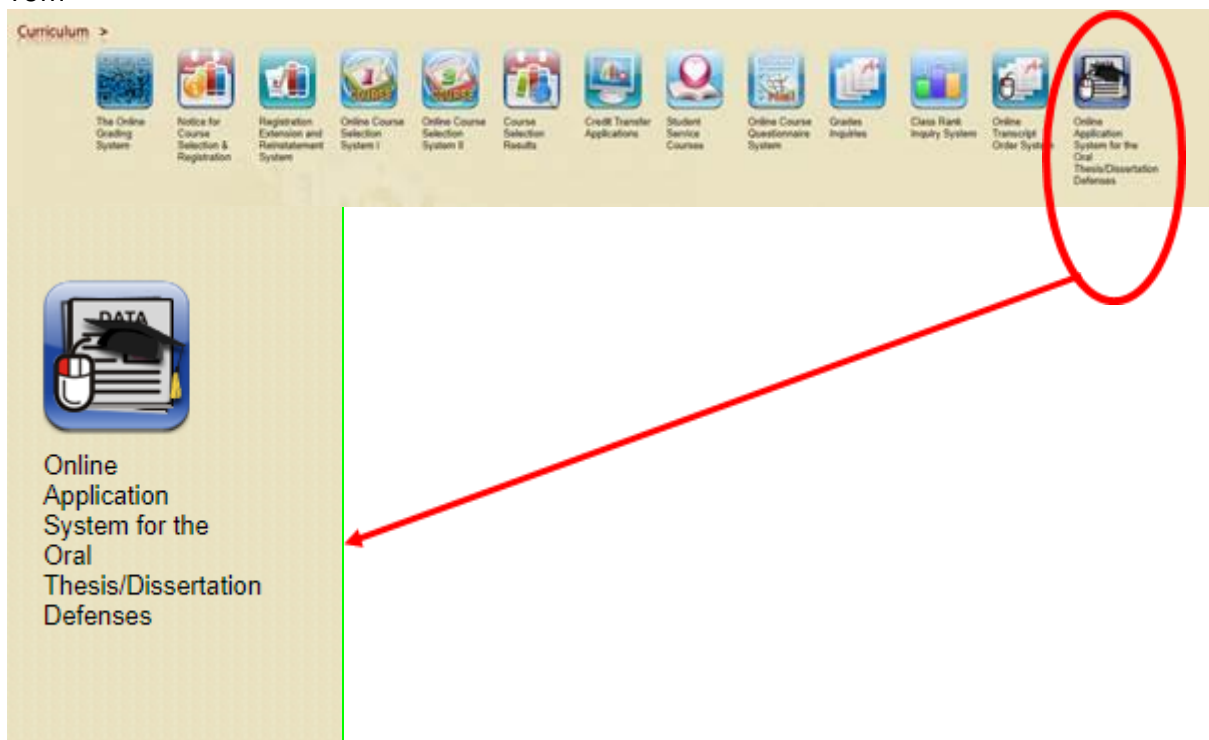 Curriculum >
The Online
Grading
System
Notice for
Course
Selection &
Registration
Registration
Extension and
Reinstatement
System
Online Course
Selection
System I
Online Course
Selection
System II
Course
Selection
Results
Credit Transfer
Applications
Student
Service
Courses
Online Course
Questionnaire
System
Grades
Inquiries
Class Rank
Inquiry System
Online
Transcript
Order System
Online
Application
System for the
Oral
Thesis/Dissertation
Defenses
DATA
Online
Application
System for the
Oral
Thesis/Dissertation
Defenses